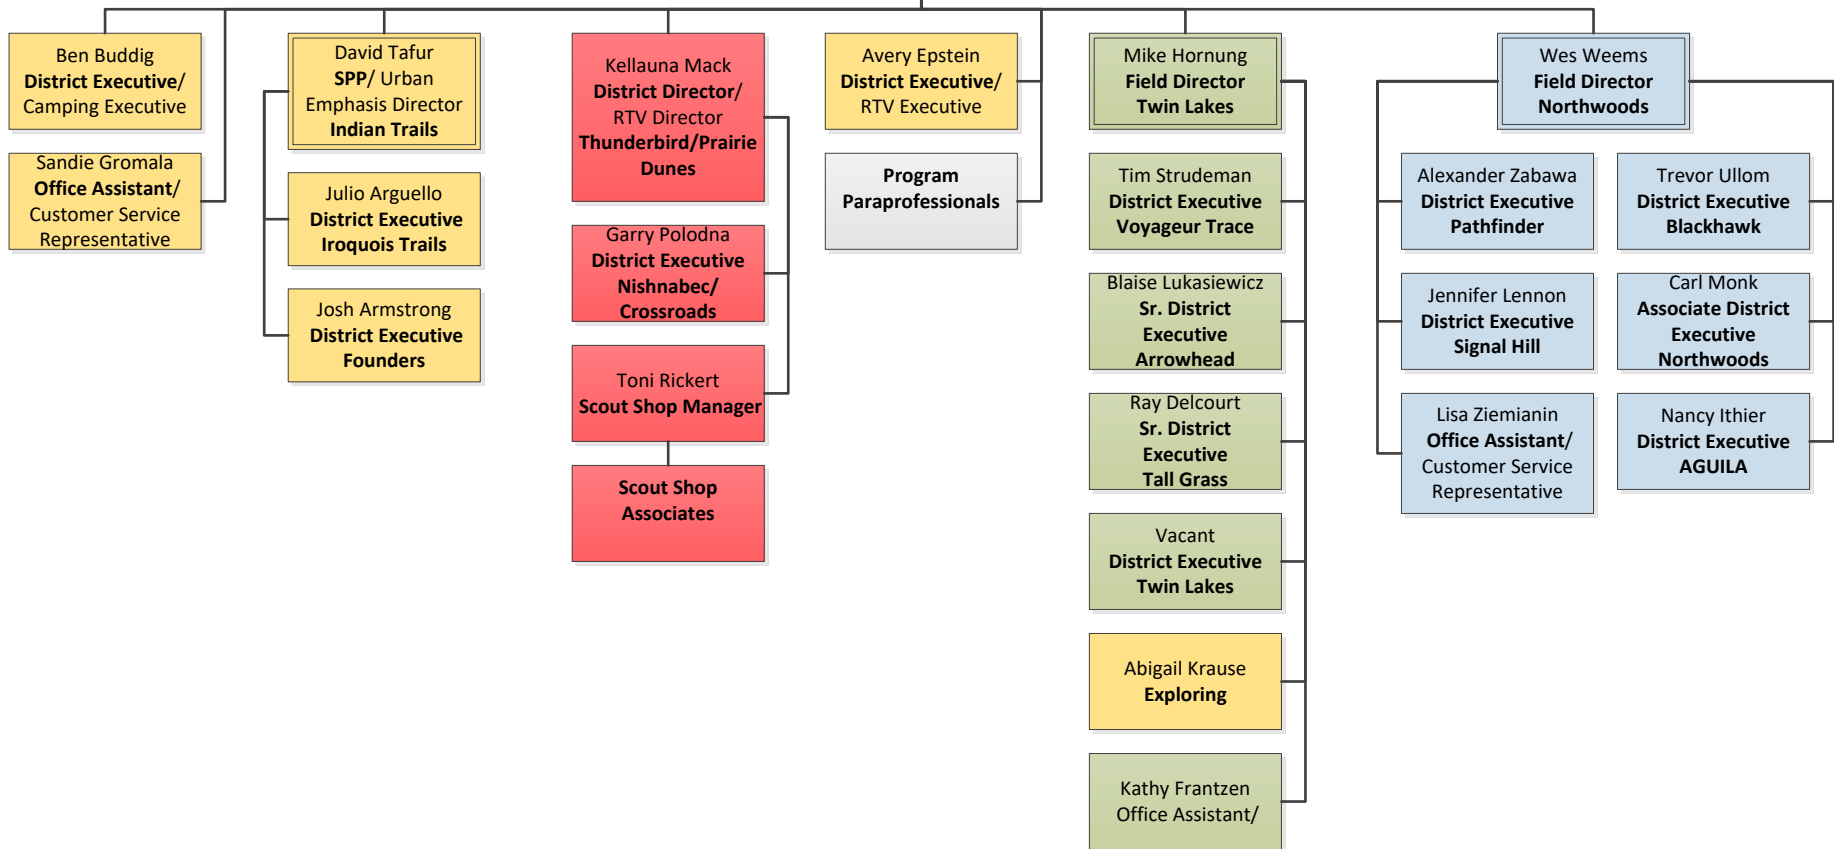 Ben Buddig
District Executive/
Camping Executive
Sandie Gromala
Office Assistant/
Customer Service
Representative
David Tafur
SPP/ Urban
Emphasis Director
Indian Trails
Julio Arguello
District Executive
Iroquois Trails
Josh Armstrong
District Executive
Founders
Kellauna Mack
District Director/
RTV Director
Thunderbird/Prairie
Dunes
Garry Polodna
District Executive
Nishnabec/
Crossroads
Toni Rickert
Scout Shop Manager
Scout Shop
Associates
Avery Epstein
District Executive/
RTV Executive
Program
Paraprofessionals
Mike Hornung
Field Director
Twin Lakes
Tim Strudeman
District Executive
Voyageur Trace
Blaise Lukasiewicz
Sr. District
Executive
Arrowhead
Ray Delcourt
Sr. District
Executive
Tall Grass
Vacant
District Executive
Twin Lakes
Abigail Krause
Exploring
Kathy Frantzen
Office Assistant/
Wes Weems
Field Director
Northwoods
Alexander Zabawa
District Executive
Pathfinder
Jennifer Lennon
District Executive
Signal Hill
Lisa Ziemianin
Office Assistant/
Customer Service
Representative
Trevor Ullom
District Executive
Blackhawk
Carl Monk
Associate District
Executive
Northwoods
Nancy Ithier
District Executive
AGUILA